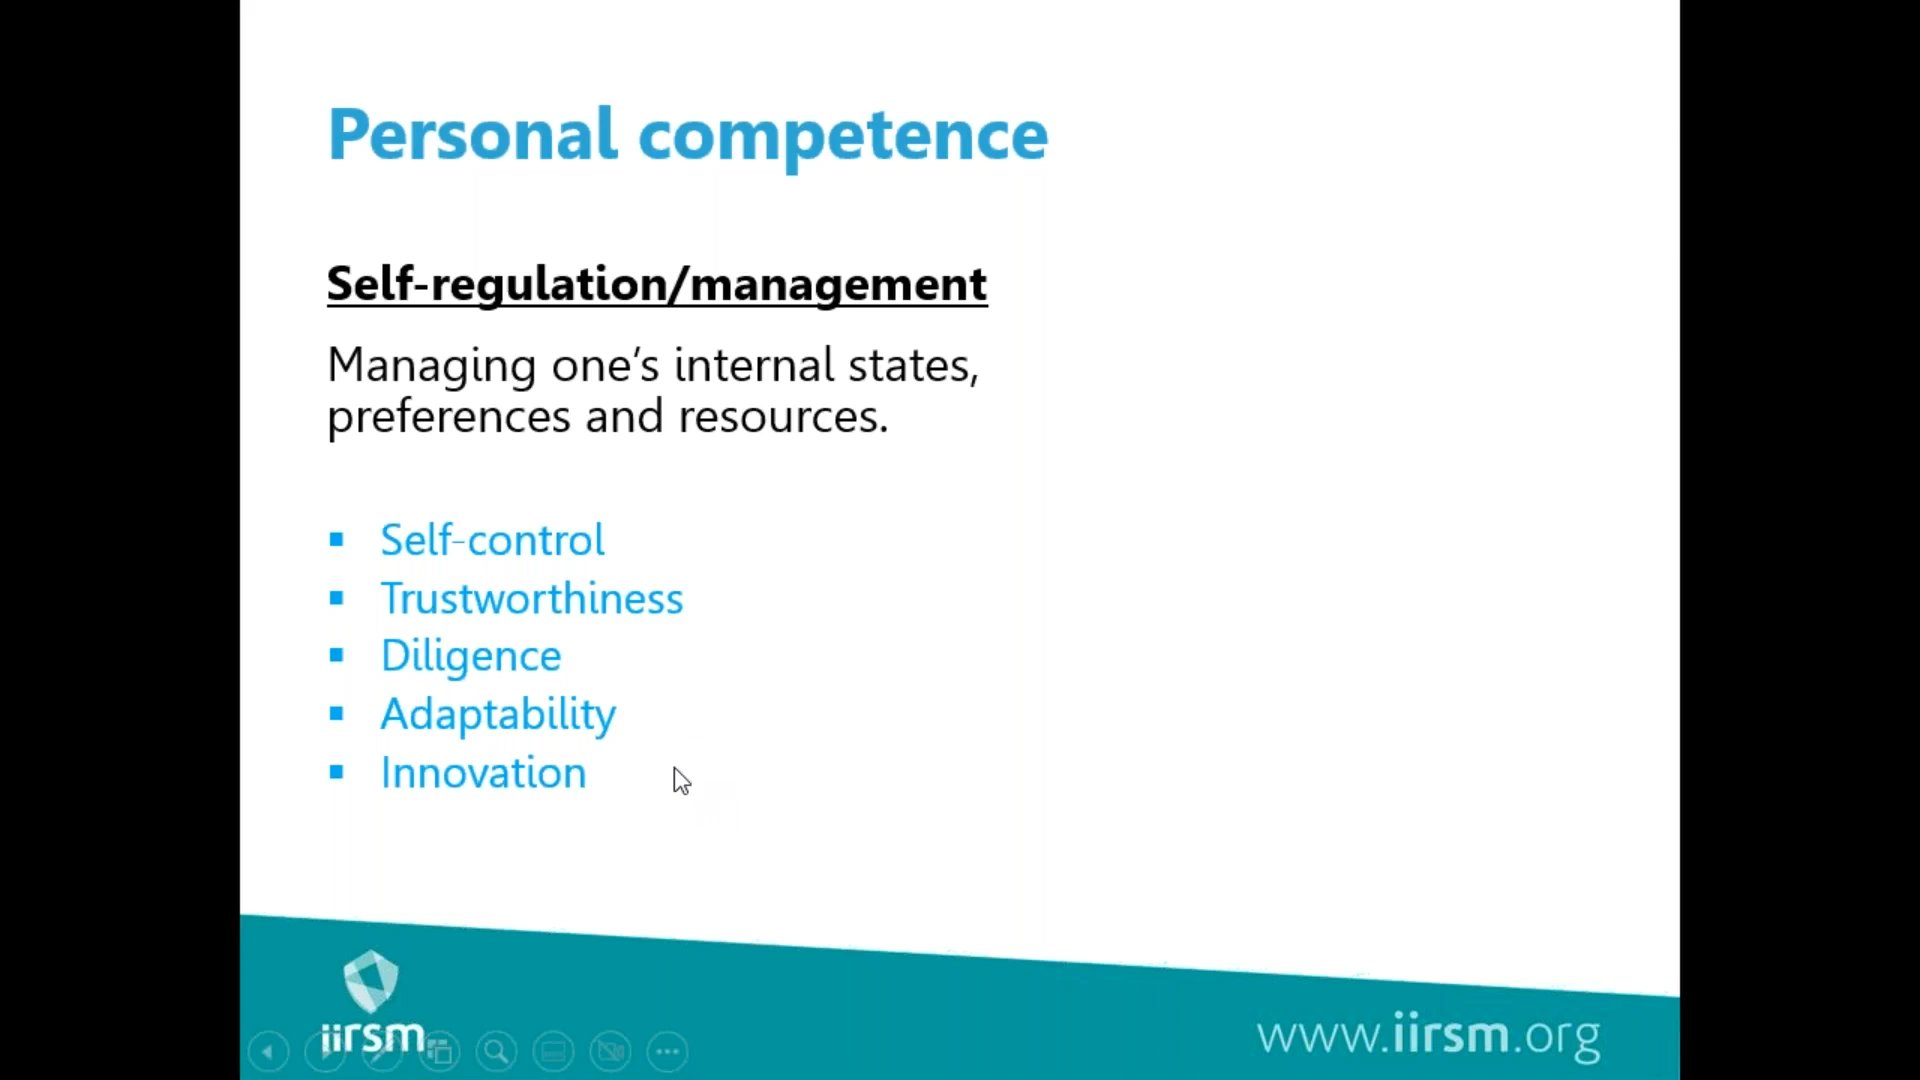 Personal competence
Self-regulation/management
Managing one’s internal states,
preferences and resources.
▪ Self-control
▪ Trustworthiness
▪ Diligence
▪ Adaptability
▪ Innovation
iirsm
www.iirsm.org